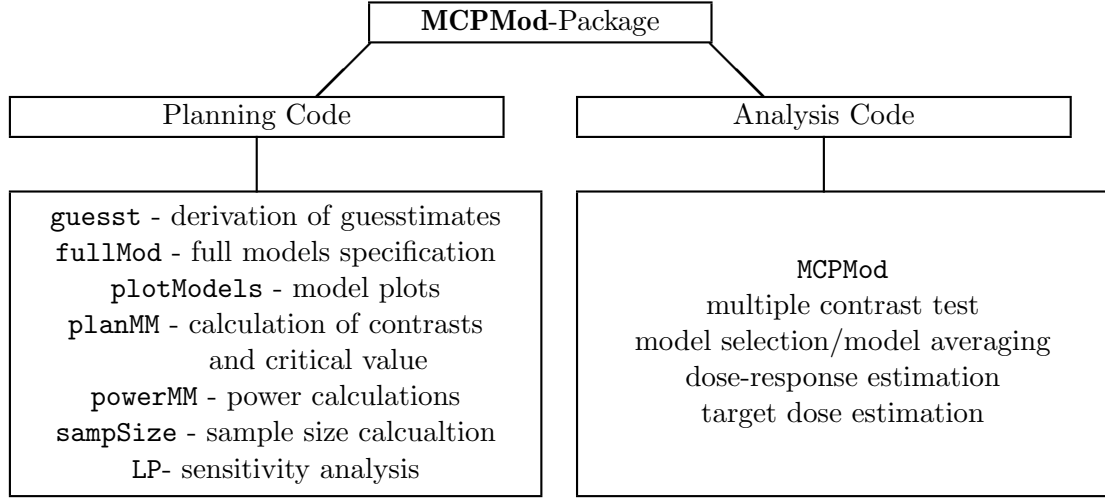 MCPMod-Package
Planning Code
Analysis Code
guesst - derivation of guesstimates
fullMod - full models specification
plotModels - model plots
planMM - calculation of contrasts
and critical value
powerMM - power calculations
sampSize - sample size calcualtion
LP- sensitivity analysis
MCPMod
multiple contrast test
model selection/model averaging
dose-response estimation
target dose estimation